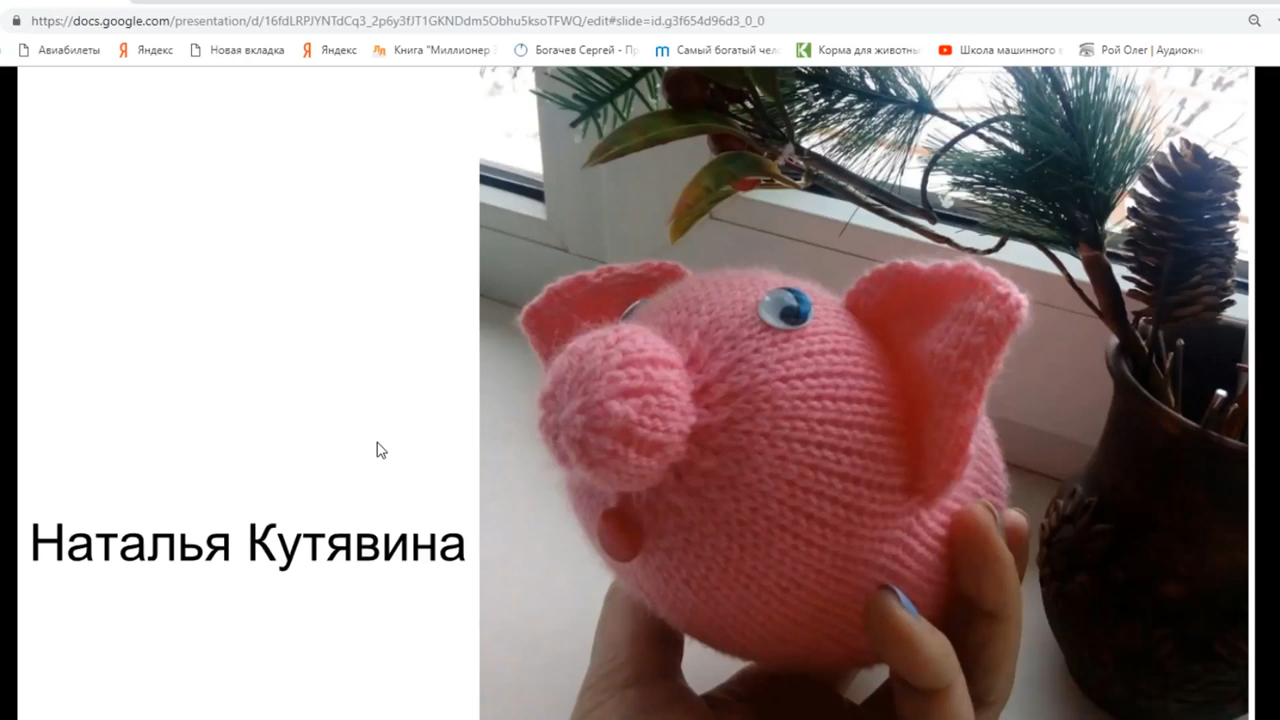 https://docs.google.com/presentation/d/16fdLRPJYNTdCq3_2p6y3fJT1GKNDdm5Obhu5ksoTFWQ/edit#slide=id.g3f654d96d3_0_0
Авиабилеты Яндекс Новая вкладка Яндекс Книга "Миллионер Богачев Сергей - Пр Самый богатый чел Корма для животны Школа машинного Рой Олег | Аудиокн
Наталья Кутявина